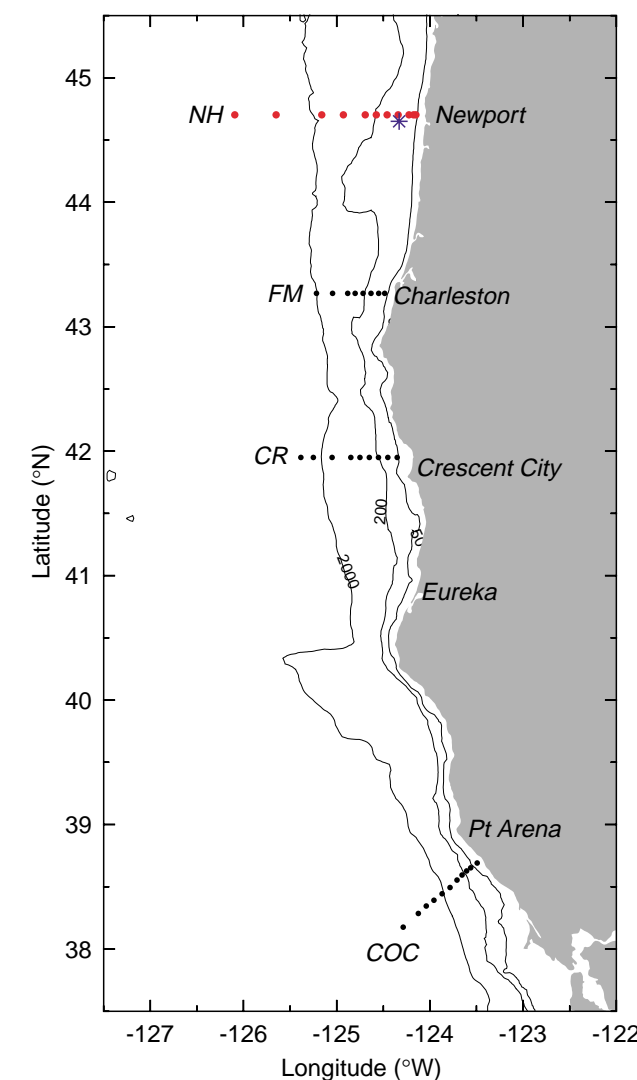 45
NH
Newport
44
FM
Charleston
43
CR
Crescent City
42
200
50
2000
41
Eureka
40
39
Pt Arena
38
COC
Latitude (°N)
-127 -126 -125 -124 -123 -122
Longitude (°W)